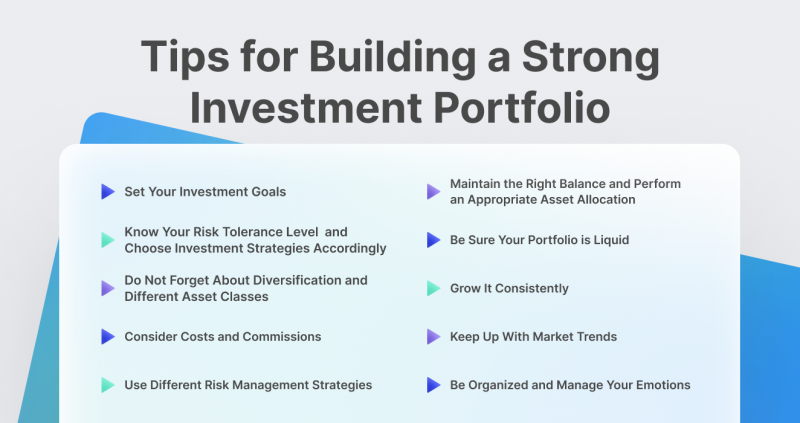 Tips for Building a Strong
Investment Portfolio
Set Your Investment Goals
Know Your Risk Tolerance Level and
Choose Investment Strategies Accordingly
Do Not Forget About Diversification and
Different Asset Classes
Consider Costs and Commissions
Use Different Risk Management Strategies
Maintain the Right Balance and Perform
an Appropriate Asset Allocation
Be Sure Your Portfolio is Liquid
Grow It Consistently
Keep Up With Market Trends
Be Organized and Manage Your Emotions